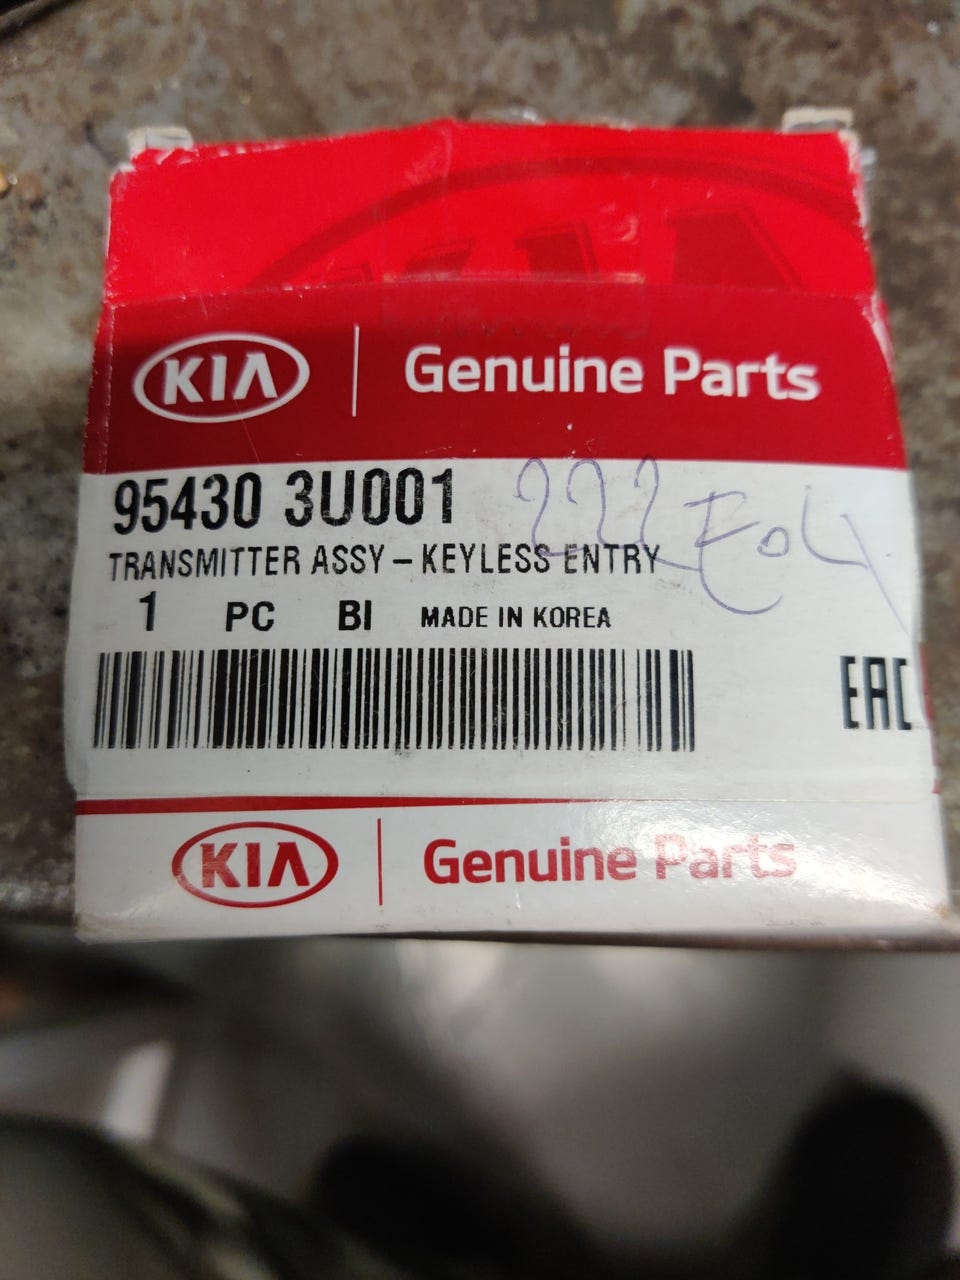 KIA
KIA Genuine Parts
95430 3U001
TRANSMITTER ASSY – KEYLESS ENTRY
1 PC BI MADE IN KOREA
EAC
KIA Genuine Parts